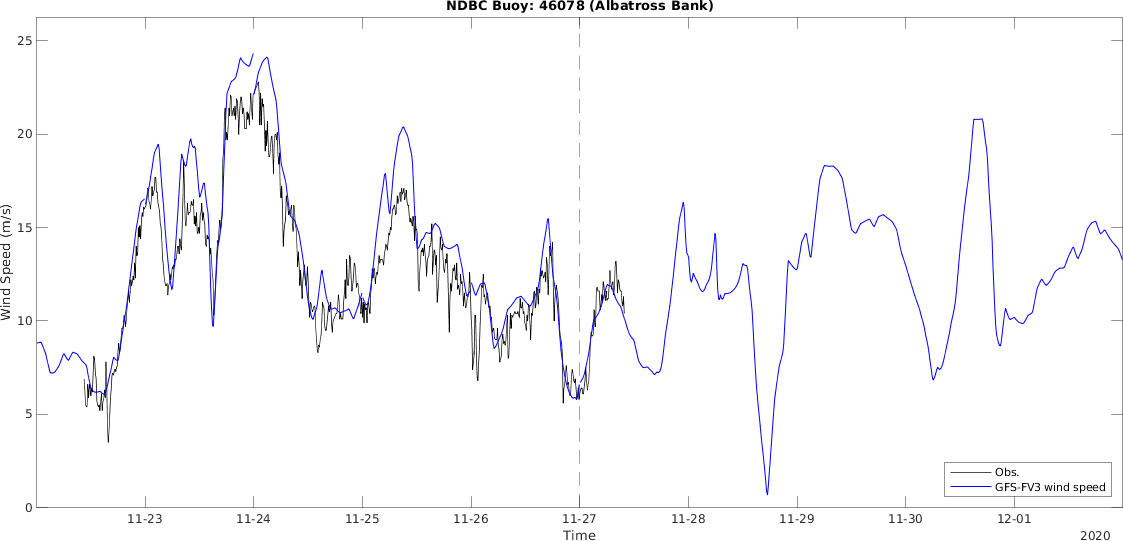 NDBC Buoy: 46078 (Albatross Bank)
Wind Speed (m/s)
25
20
15
10
5
0
11-23 11-24 11-25 11-26 11-27 11-28 11-29 11-30 12-01
Time
2020
Obs.
GFS-FV3 wind speed